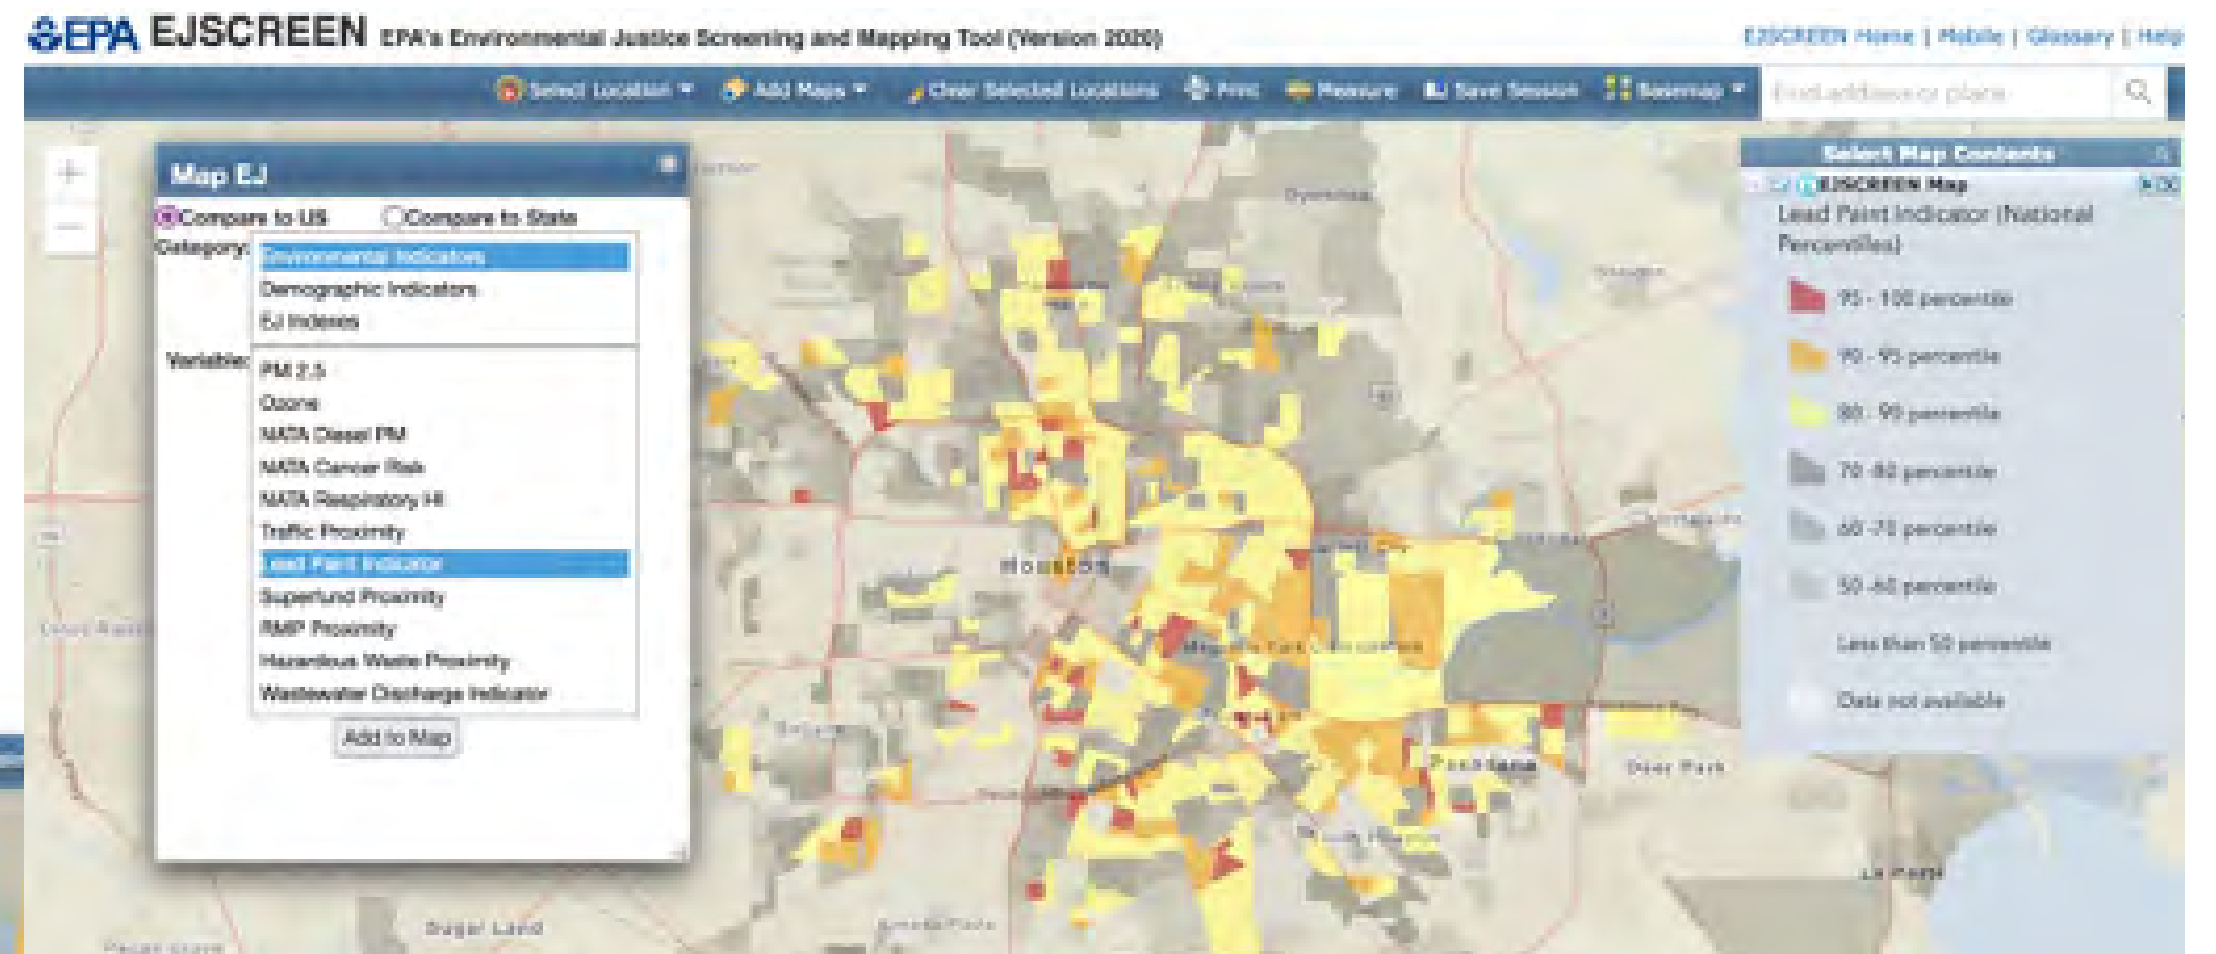 EPA EJSCREEN EPA's Environmental Justice Screening and Mapping Tool (Version 2020)
EJSCREEN Home | Mobile | Glossary | Help
Select Location Add Maps Clear Selected Locations Print Measure Save Session Basemap Find address or place
Map EJ
Compare to US Compare to State
Category:
Environmental Indicators
Demographic Indicators
EJ Indexes
Variable:
PM 2.5
Ozone
NATA Diesel PM
NATA Cancer Risk
NATA Respiratory HI
Traffic Proximity
Lead Paint Indicator
Superfund Proximity
RMP Proximity
Hazardous Waste Proximity
Wastewater Discharge Indicator
Add to Map
Select Map Contents
EJSCREEN Map
Lead Paint Indicator (National
Percentiles)
95 - 100 percentile
90 - 95 percentile
80 - 90 percentile
70 -80 percentile
60 -70 percentile
50 -60 percentile
Less than 50 percentile
Data not available
Houston
Pasadena
Deer Park
La Porte
Sugar Land